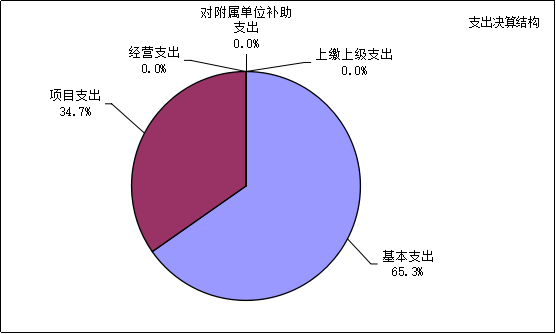 支出决算结构
对附属单位补助
支出
0.0%
经营支出
0.0%
上缴上级支出
0.0%
项目支出
34.7%
基本支出
65.3%